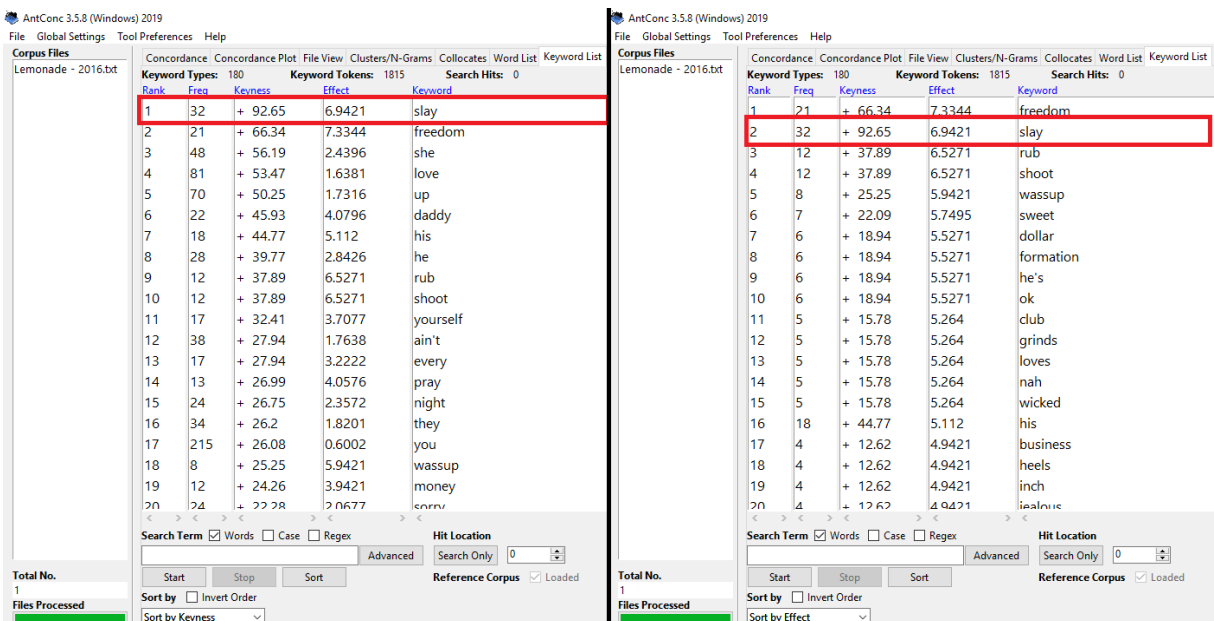 AntConc 3.5.8 (Windows) 2019
File Global Settings Tool Preferences Help
Corpus Files
Lemonade - 2016.txt
Concordance Concordance Plot File View Clusters/N-Grams Collocates Word List Keyword List
Keyword Types: 180 Keyword Tokens: 1815 Search Hits: 0
Rank Freq Keyness Effect Keyword
1 32 + 92.65 6.9421 slay
2 21 + 66.34 7.3344 freedom
3 48 + 56.19 2.4396 she
4 81 + 53.47 1.6381 love
5 70 + 50.25 1.7316 up
6 22 + 45.93 4.0796 daddy
7 18 + 44.77 5.112 his
8 28 + 39.77 2.8426 he
9 12 + 37.89 6.5271 rub
10 12 + 37.89 6.5271 shoot
11 17 + 32.41 3.7077 yourself
12 38 + 27.94 1.7638 ain't
13 17 + 27.94 3.2222 every
14 13 + 26.99 4.0576 pray
15 24 + 26.75 2.3572 night
16 34 + 26.2 1.8201 they
17 215 + 26.08 0.6002 you
18 8 + 25.25 5.9421 wassup
19 12 + 24.26 3.9421 money
20 24 + 22.28 2.0677 sorry
Search Term Words Case Regex Hit Location
Advanced Search Only 0
Total No.
1
Files Processed
Start Stop Sort Reference Corpus Loaded
Sort by Invert Order
Sort by Keyness
AntConc 3.5.8 (Windows) 2019
File Global Settings Tool Preferences Help
Corpus Files
Lemonade - 2016.txt
Concordance Concordance Plot File View Clusters/N-Grams Collocates Word List Keyword List
Keyword Types: 180 Keyword Tokens: 1815 Search Hits: 0
Rank Freq Keyness Effect Keyword
1 21 + 66.34 7.3344 freedom
2 32 + 92.65 6.9421 slay
3 12 + 37.89 6.5271 rub
4 12 + 37.89 6.5271 shoot
5 8 + 25.25 5.9421 wassup
6 7 + 22.09 5.7495 sweet
7 6 + 18.94 5.5271 dollar
8 6 + 18.94 5.5271 formation
9 6 + 18.94 5.5271 he's
10 6 + 18.94 5.5271 ok
11 5 + 15.78 5.264 club
12 5 + 15.78 5.264 grinds
13 5 + 15.78 5.264 loves
14 5 + 15.78 5.264 nah
15 5 + 15.78 5.264 wicked
16 18 + 44.77 5.112 his
17 4 + 12.62 4.9421 business
18 4 + 12.62 4.9421 heels
19 4 + 12.62 4.9421 inch
20 4 + 12.62 4.9421 jealous
Search Term Words Case Regex Hit Location
Advanced Search Only 0
Total No.
1
Files Processed
Start Stop Sort Reference Corpus Loaded
Sort by Invert Order
Sort by Effect